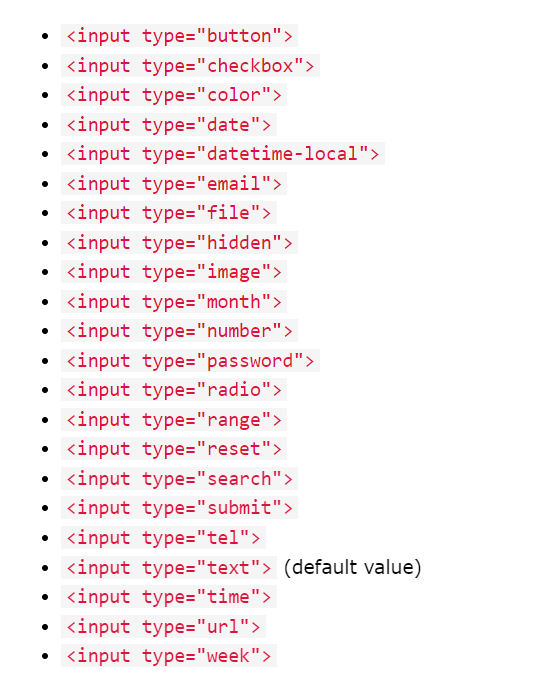 <input type="button">
<input type="checkbox">
<input type="color">
<input type="date">
<input type="datetime-local">
<input type="email">
<input type="file">
<input type="hidden">
<input type="image">
<input type="month">
<input type="number">
<input type="password">
<input type="radio">
<input type="range">
<input type="reset">
<input type="search">
<input type="submit">
<input type="tel">
<input type="text"> (default value)
<input type="time">
<input type="url">
<input type="week">